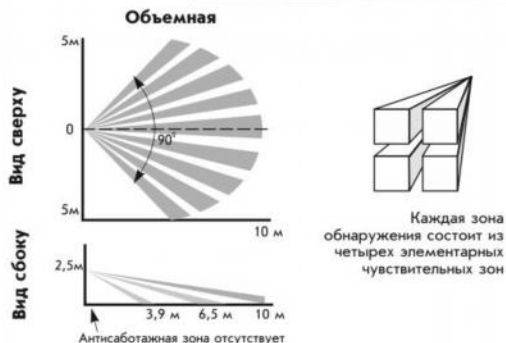 Объемная
Вид сверху
5м
0
5м
90°
10 м
Каждая зона
обнаружения состоит из
четырех элементарных
чувствительных зон
Вид сбоку
2,5м
3,9 м 6,5 м 10 м
Антисаботажная зона отсутствует